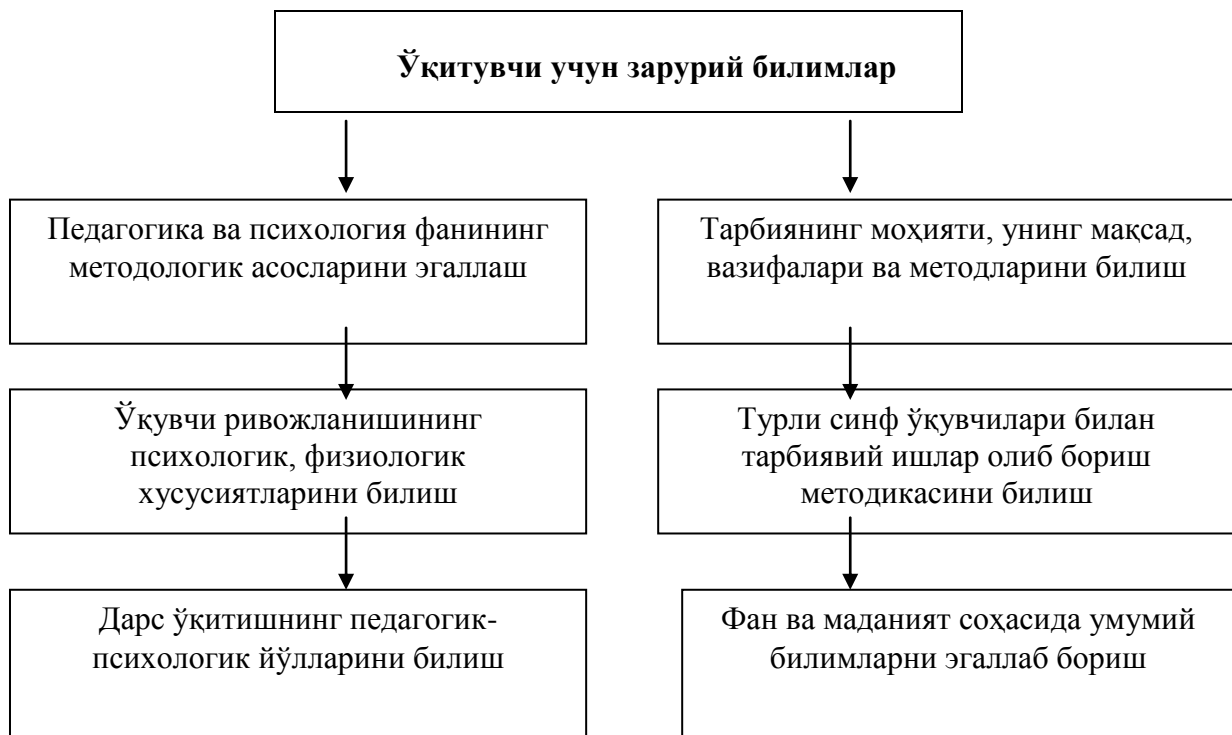 Ўқитувчи учун зарурий билимлар
Педагогика ва психология фанининг
методологик асосларини эгаллаш
Тарбиянинг моҳияти, унинг мақсад,
вазифалари ва методларини билиш
Ўқувчи ривожланишининг
психологик, физиологик
хусусиятларини билиш
Турли синф ўқувчилари билан
тарбиявий ишлар олиб бориш
методикасини билиш
Дарс ўқитишнинг педагогик-
психологик йўлларини билиш
Фан ва маданият соҳасида умумий
билимларни эгаллаб бориш